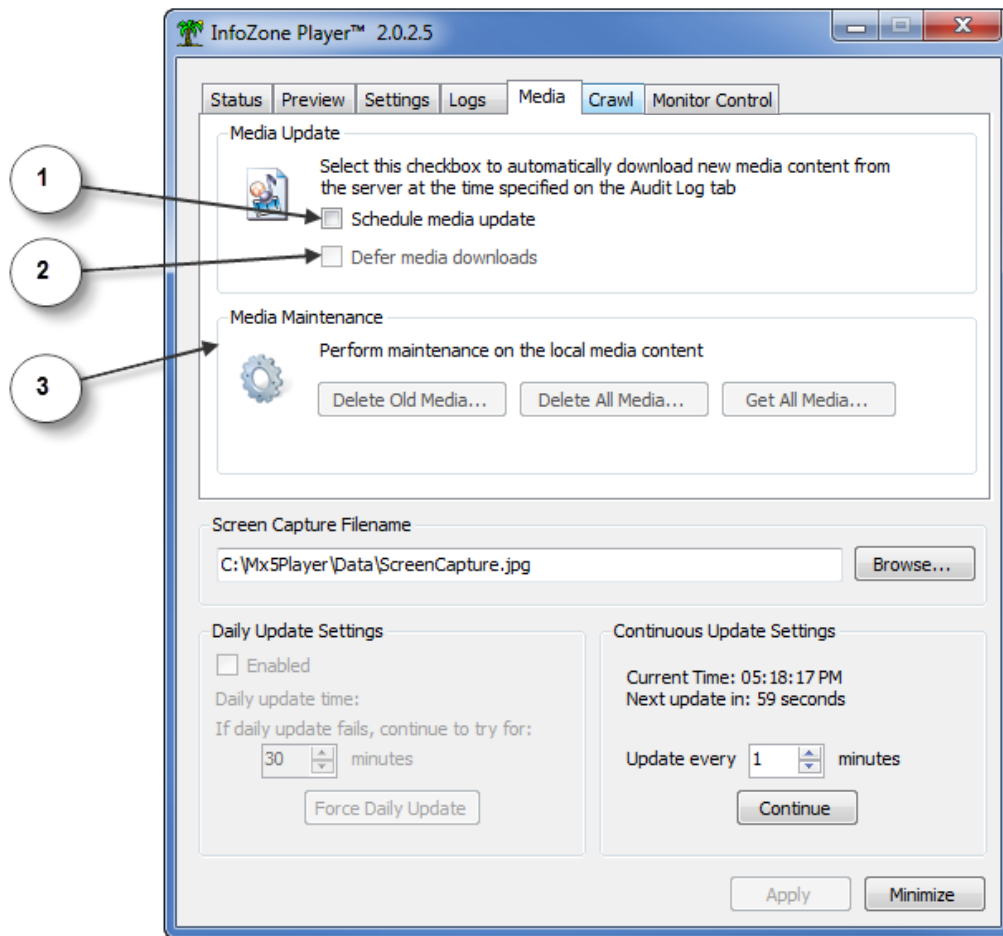 InfoZone Player™ 2.0.2.5
Status Preview Settings Logs Media Crawl Monitor Control
Media Update
1
Select this checkbox to automatically download new media content from
the server at the time specified on the Audit Log tab
Schedule media update
2
Defer media downloads
Media Maintenance
3
Perform maintenance on the local media content
Delete Old Media... Delete All Media... Get All Media...
Screen Capture Filename
C:\Mx5Player\Data\ScreenCapture.jpg Browse...
Daily Update Settings
Enabled
Daily update time:
If daily update fails, continue to try for:
30 minutes
Force Daily Update
Continuous Update Settings
Current Time: 05:18:17 PM
Next update in: 59 seconds
Update every 1 minutes
Continue
Apply Minimize